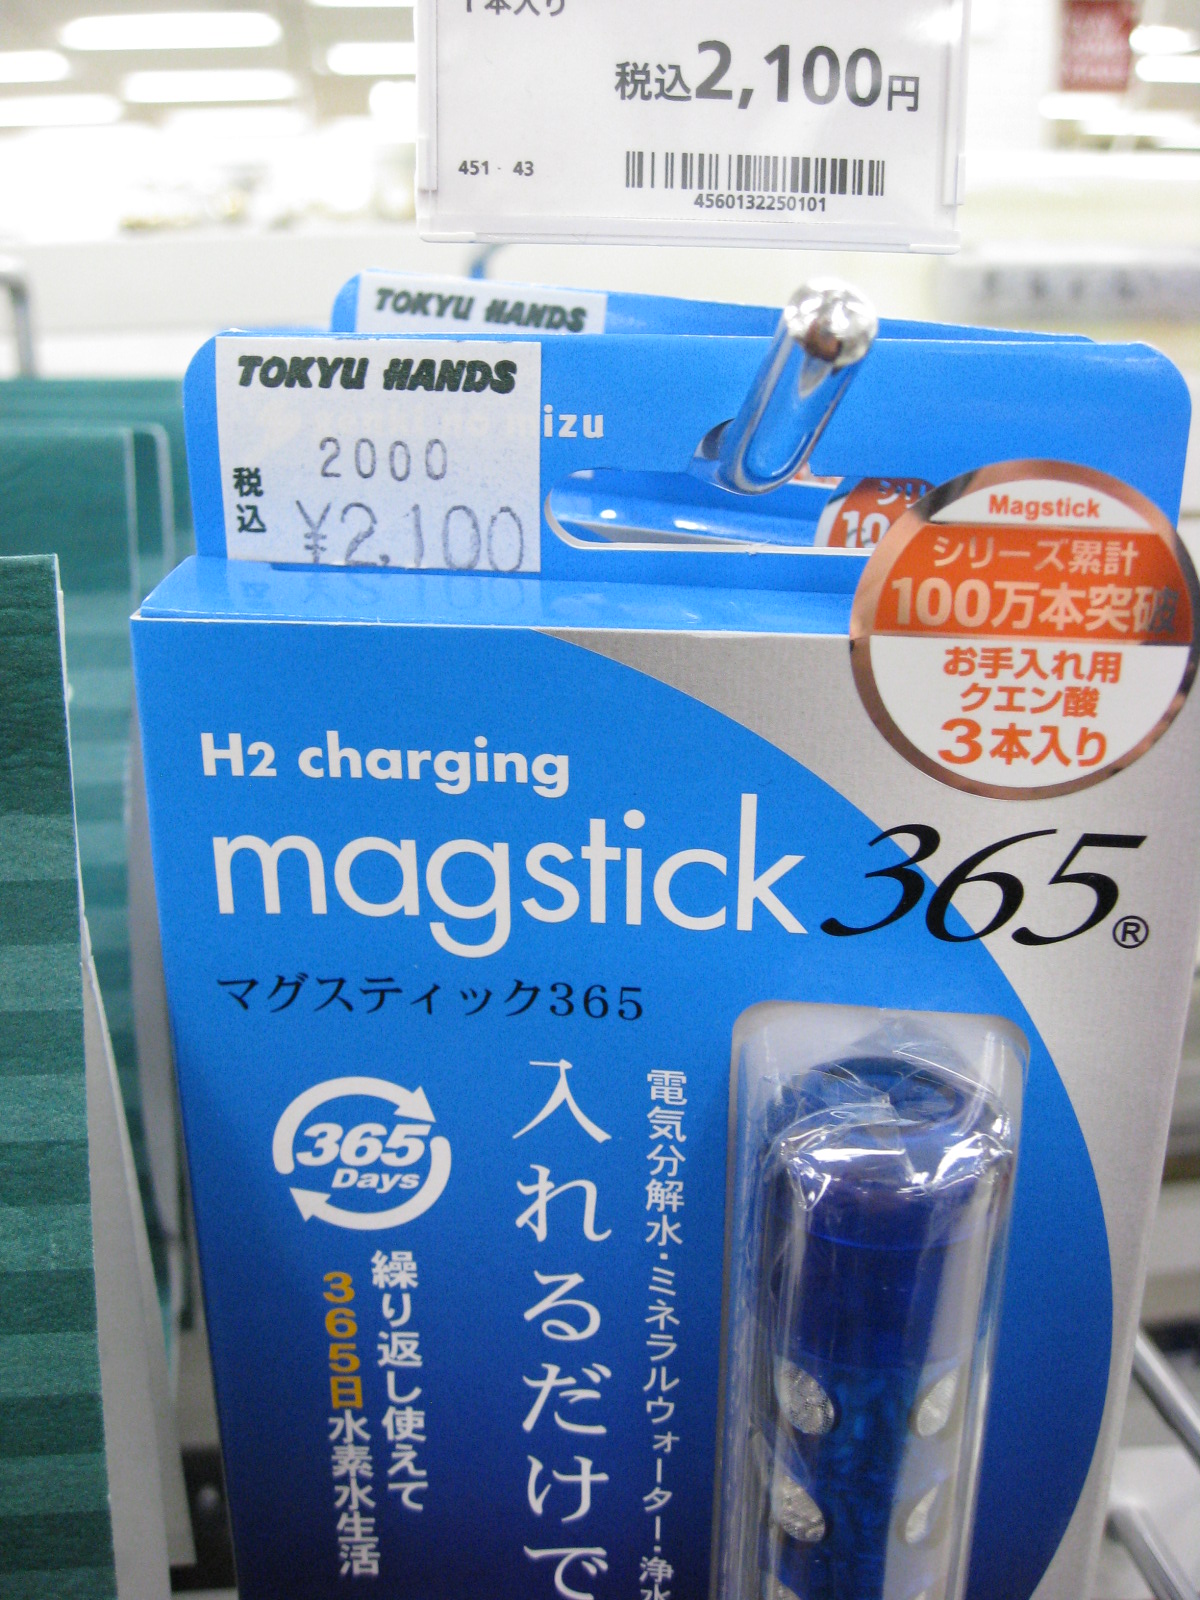 1本入り
税込2,100円
451 - 43
4560132250101
TOKYU HANDS
TOKYU HANDS
mizu
2000
税込
¥2,100
Magstick
シリーズ累計
100万本突破
お手入れ用
クエン酸
3本入り
H2 charging
magstick 365®
マグスティック365
365
Days
繰り返し使えて
365日水素水生活
入れるだけで
電気分解水・ミネラルウォーター・浄水